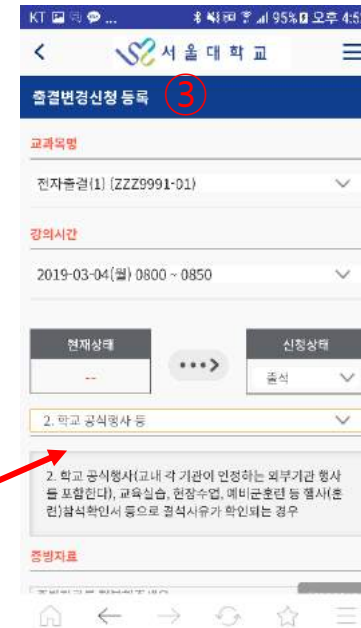 KT ... 95% 오후 4:5
서울대학교
출결변경신청 등록 ③
교과목명
전자출결(1) (ZZZ9991-01)
강의시간
2019-03-04(월) 0800 ~ 0850
현재상태 신청상태
-- 출석
2. 학교 공식행사 등
2. 학교 공식행사(교내 각 기관이 인정하는 외부기관 행사
를 포함한다), 교육실습, 현장수업, 예비군훈련 등 행사(훈
련)참석확인서 등으로 결석사유가 확인되는 경우
증빙자료